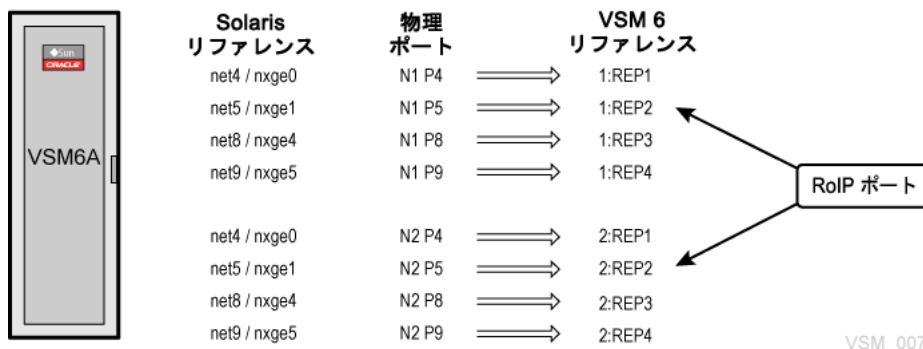 Sun
ORACLE
VSM6A
Solaris リファレンス
物理 ポート
VSM 6 リファレンス
net4 / nxge0 N1 P4 1:REP1
net5 / nxge1 N1 P5 1:REP2
net8 / nxge4 N1 P8 1:REP3
net9 / nxge5 N1 P9 1:REP4
net4 / nxge0 N2 P4 2:REP1
net5 / nxge1 N2 P5 2:REP2
net8 / nxge4 N2 P8 2:REP3
net9 / nxge5 N2 P9 2:REP4
RoIP ポート
VSM_007